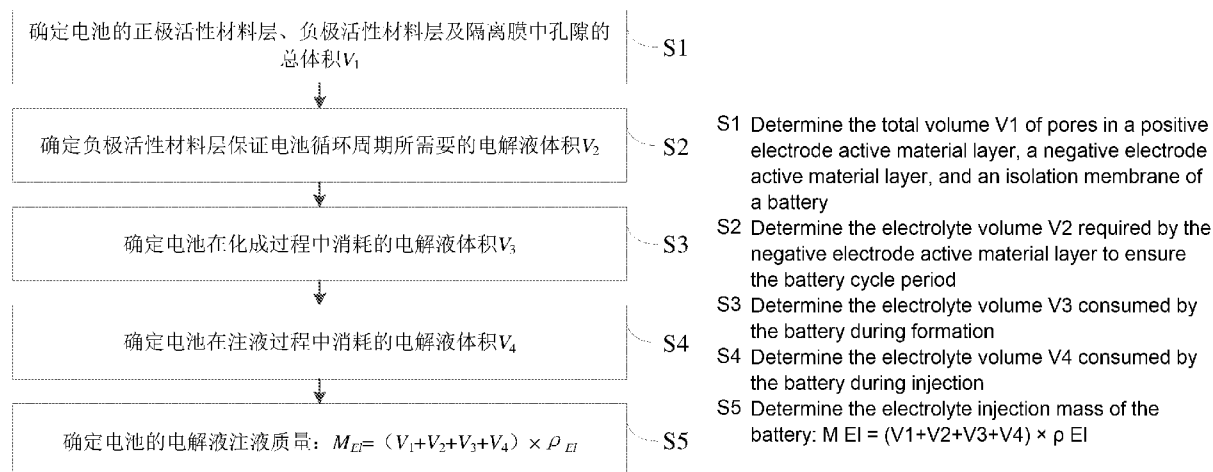 确定电池的正极活性材料层、负极活性材料层及隔离膜中孔隙的
总体积V₁
S1
确定负极活性材料层保证电池循环周期所需要的电解液体积V₂
S2
确定电池在化成过程中消耗的电解液体积V₃
S3
确定电池在注液过程中消耗的电解液体积V₄
S4
确定电池的电解液注液质量：M_El=（V₁+V₂+V₃+V₄）×ρ_El
S5
S1 Determine the total volume V1 of pores in a positive
electrode active material layer, a negative electrode
active material layer, and an isolation membrane of
a battery
S2 Determine the electrolyte volume V2 required by the
negative electrode active material layer to ensure
the battery cycle period
S3 Determine the electrolyte volume V3 consumed by
the battery during formation
S4 Determine the electrolyte volume V4 consumed by
the battery during injection
S5 Determine the electrolyte injection mass of the
battery: M El = (V1+V2+V3+V4) × ρ El